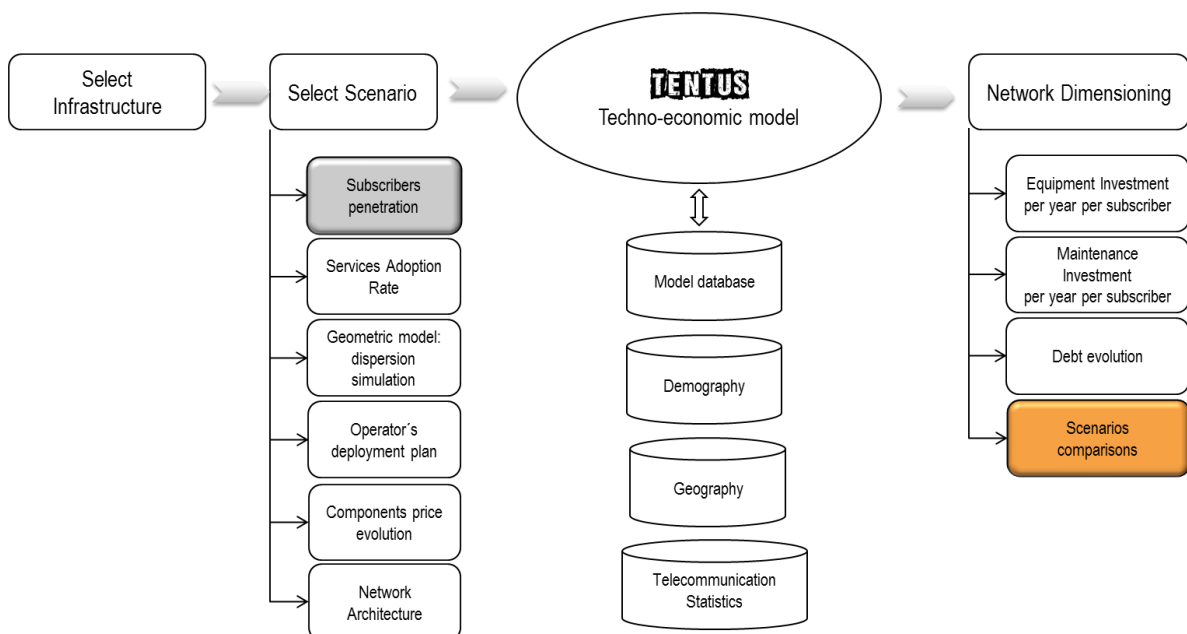 Select
Infrastructure
Select Scenario
TENTUS
Techno-economic model
Network Dimensioning
Subscribers
penetration
Services Adoption
Rate
Geometric model:
dispersion
simulation
Operator´s
deployment plan
Components price
evolution
Network
Architecture
Model database
Demography
Geography
Telecommunication
Statistics
Equipment Investment
per year per subscriber
Maintenance
Investment
per year per subscriber
Debt evolution
Scenarios
comparisons